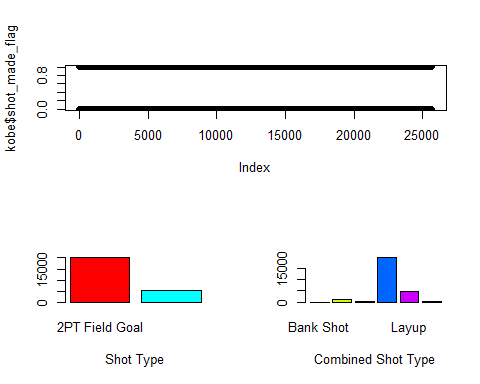 kobe$shot_made_flag
0.8
0.0
0 5000 10000 15000 20000 25000
Index
15000
0
2PT Field Goal
Shot Type
15000
0
Bank Shot Layup
Combined Shot Type